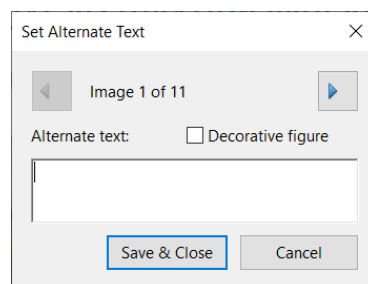 Set Alternate Text
Image 1 of 11
Alternate text: Decorative figure
Save & Close Cancel